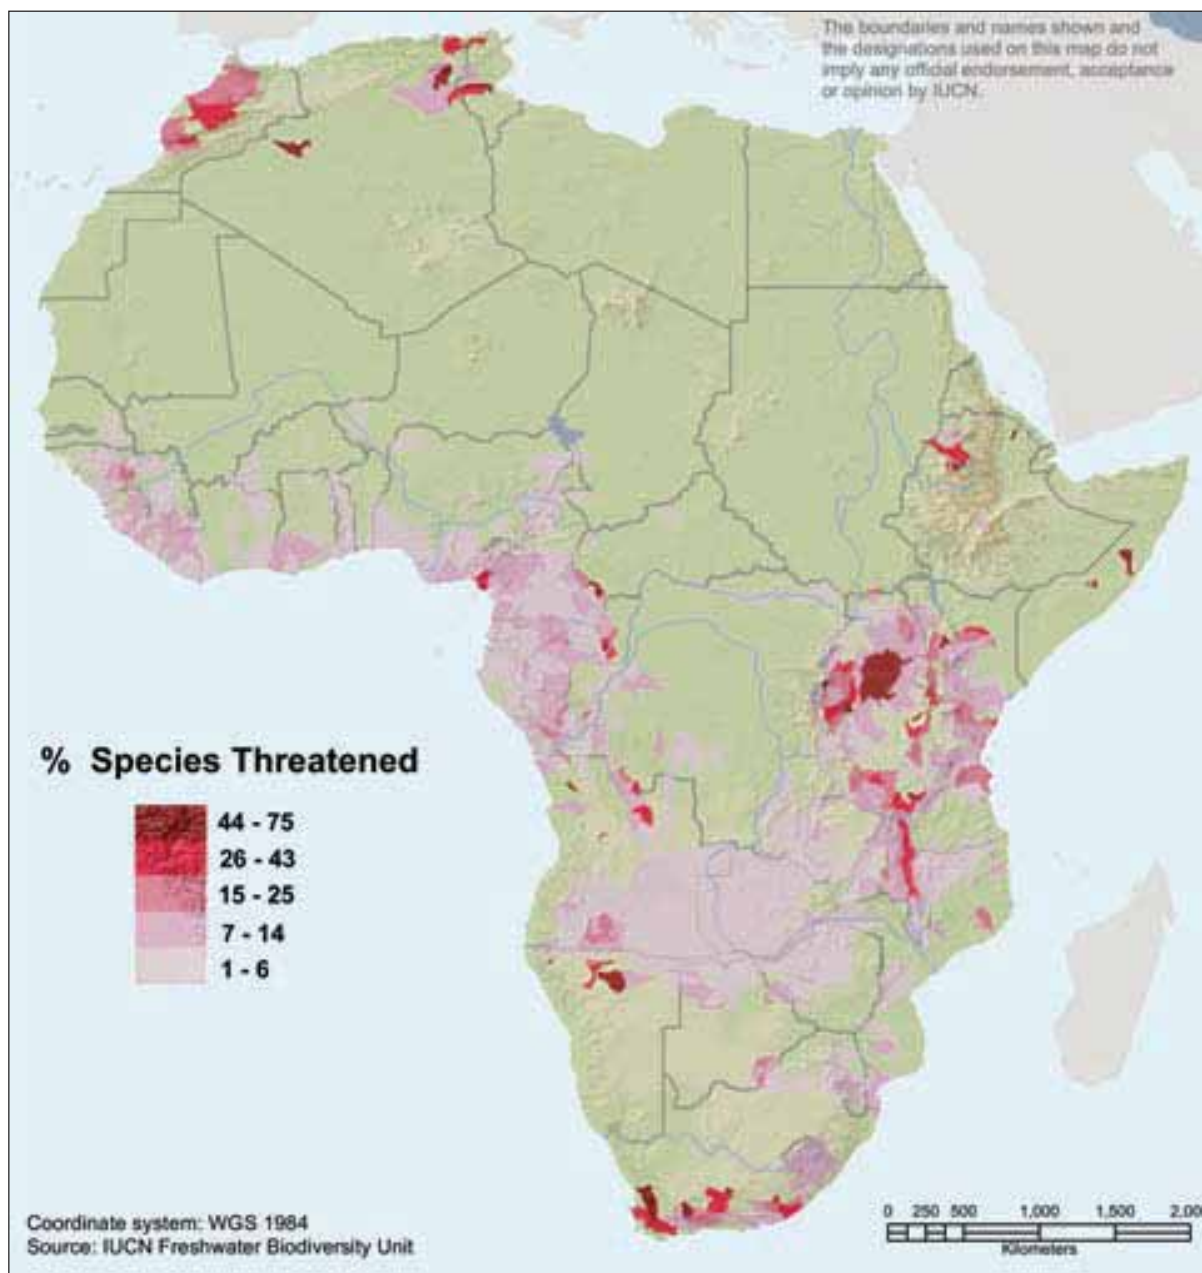 The boundaries and names shown and
the designations used on this map do not
imply any official endorsement, acceptance
or opinion by IUCN.
% Species Threatened
44 - 75
26 - 43
15 - 25
7 - 14
1 - 6
Coordinate system: WGS 1984
Source: IUCN Freshwater Biodiversity Unit
0 250 500 1,000 1,500 2,00
Kilometers